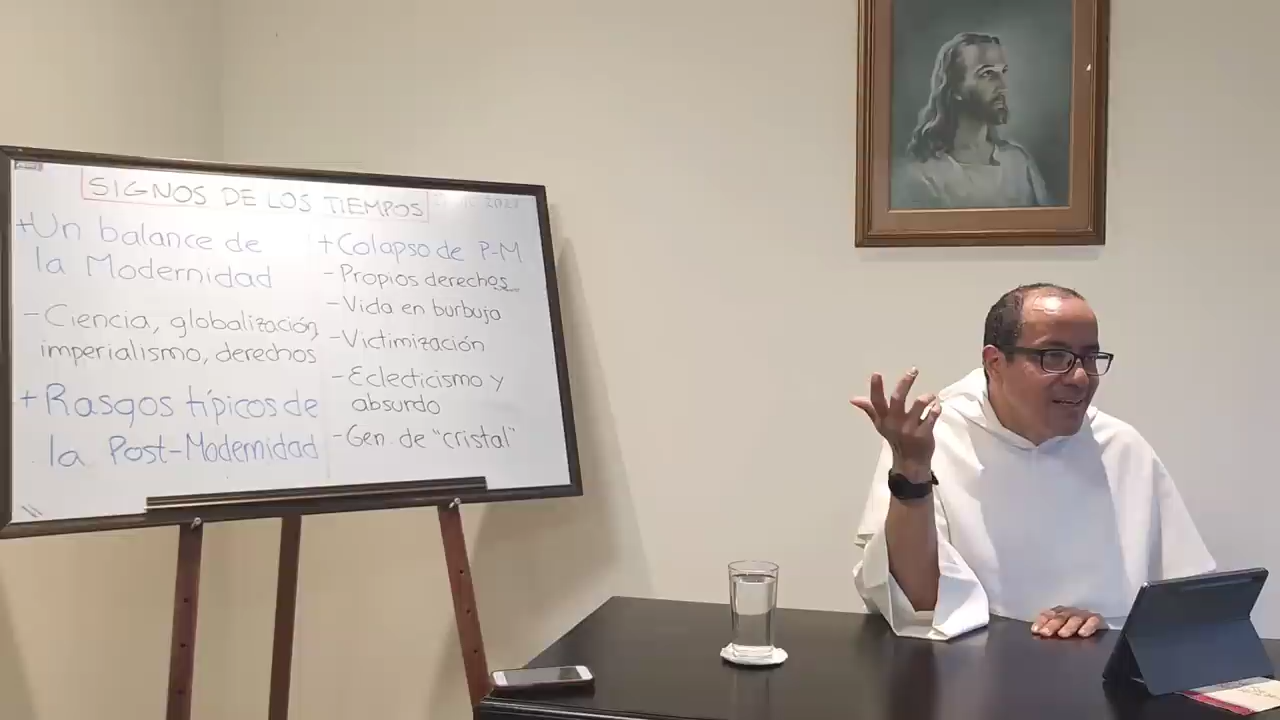 SIGNOS DE LOS TIEMPOS
+Un balance de
la Modernidad
-Ciencia, globalización,
imperialismo, derechos
+Rasgos típicos de
la Post-Modernidad
+Colapso de P-M
-Propios derechos
-Vida en burbuja
-Victimización
-Eclecticismo y
absurdo
-Gen. de "cristal"